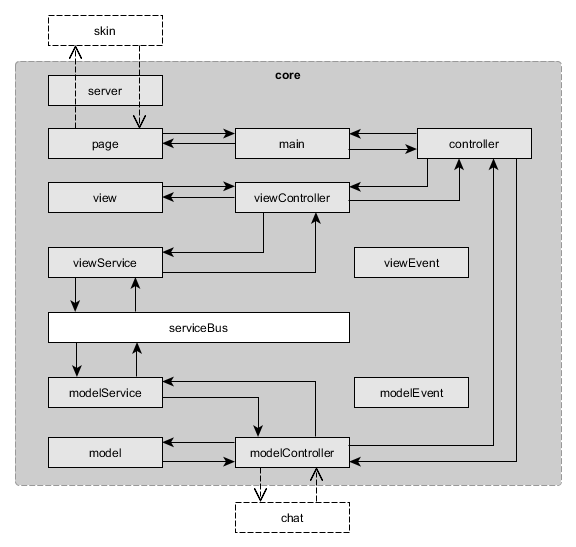 skin
core
server
page
main
controller
view
viewController
viewService
viewEvent
serviceBus
modelService
modelEvent
model
modelController
chat